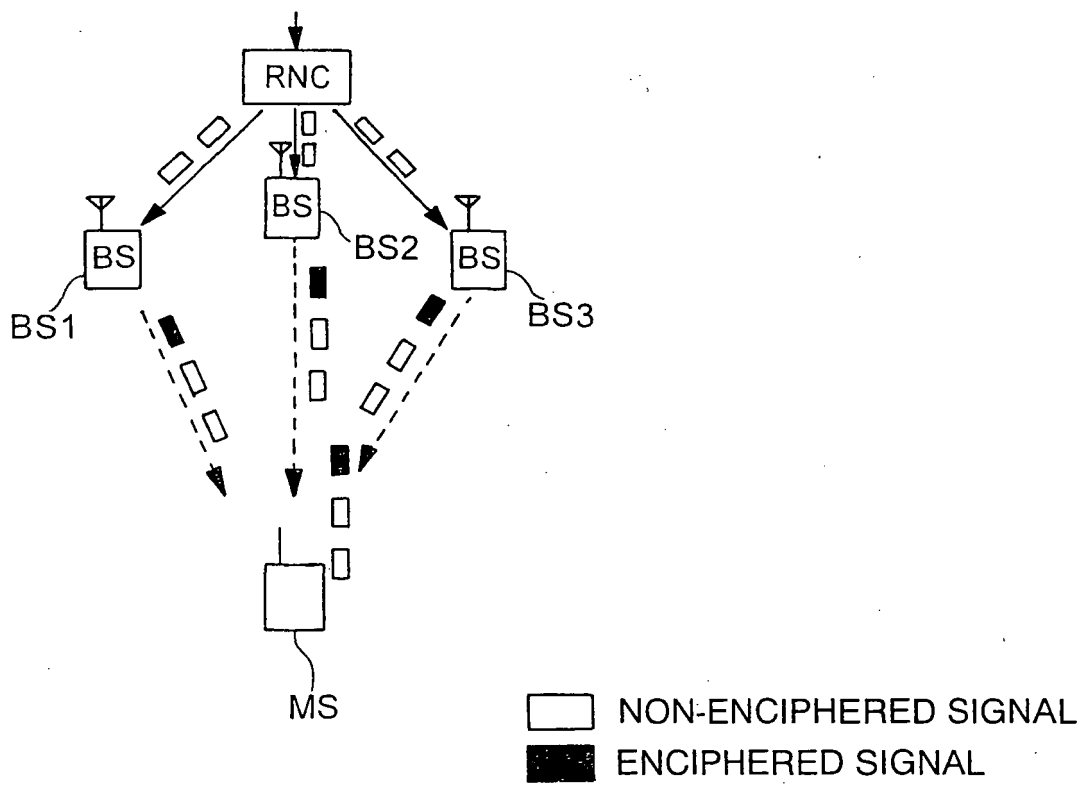 RNC
BS
BS2
BS
BS1
BS
BS3
MS
NON-ENCIPHERED SIGNAL
ENCIPHERED SIGNAL